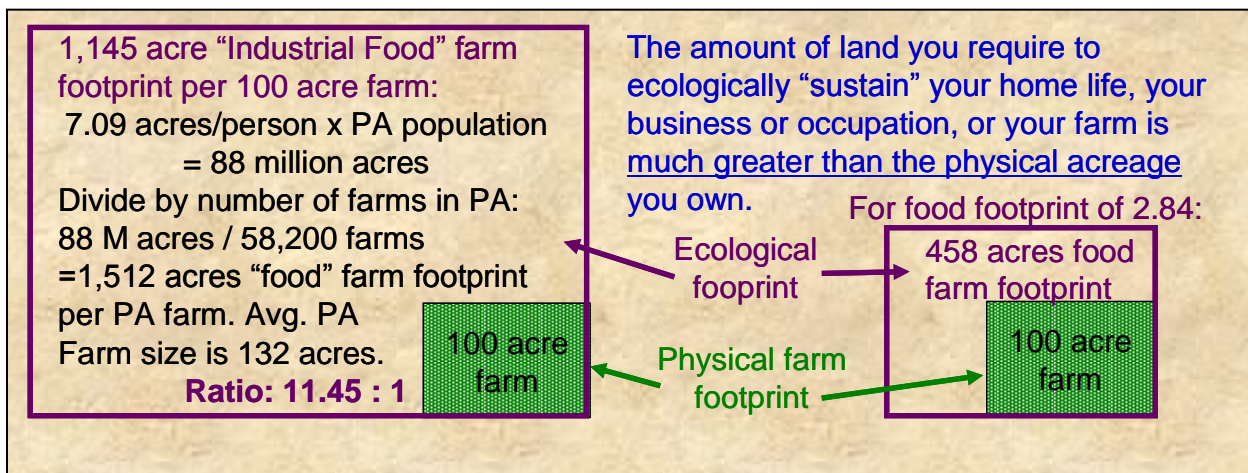 1,145 acre “Industrial Food” farm
footprint per 100 acre farm:
7.09 acres/person x PA population
= 88 million acres
Divide by number of farms in PA:
88 M acres / 58,200 farms
=1,512 acres “food” farm footprint
per PA farm. Avg. PA
Farm size is 132 acres.
Ratio: 11.45 : 1
100 acre
farm
The amount of land you require to
ecologically “sustain” your home life, your
business or occupation, or your farm is
much greater than the physical acreage
you own.
Ecological
fooprint
Physical farm
footprint
For food footprint of 2.84:
458 acres food
farm footprint
100 acre
farm